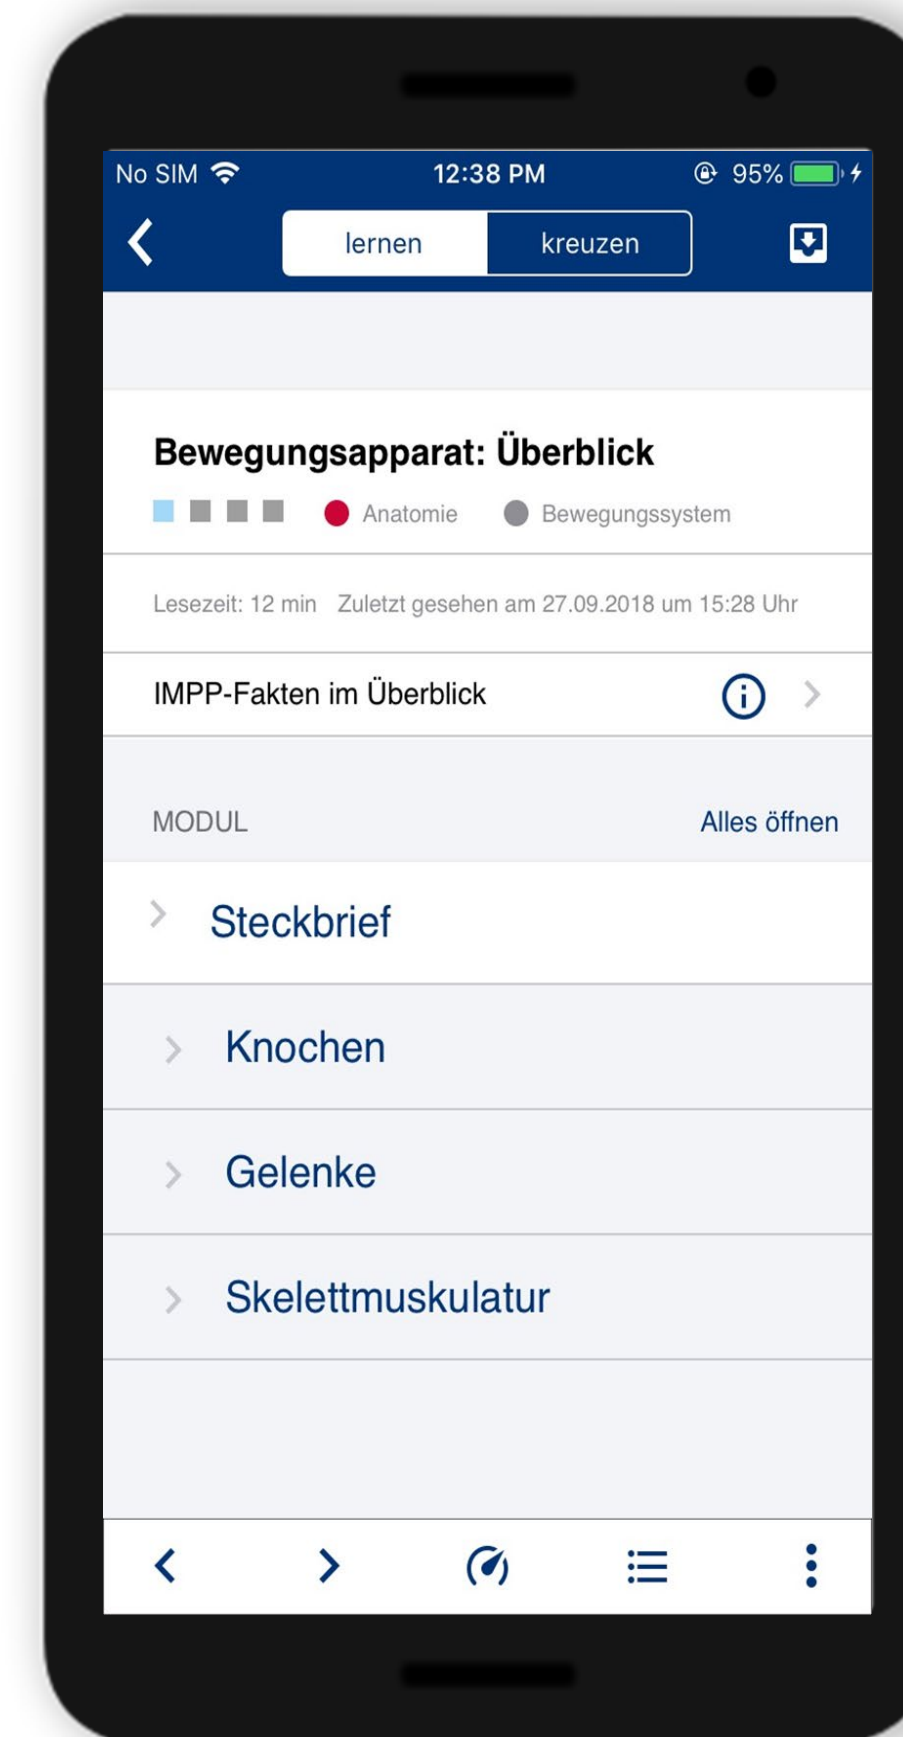 No SIM 12:38 PM 95%
lernen kreuzen
Bewegungsapparat: Überblick
Anatomie Bewegungssystem
Lesezeit: 12 min Zuletzt gesehen am 27.09.2018 um 15:28 Uhr
IMPP-Fakten im Überblick
MODUL Alles öffnen
Steckbrief
Knochen
Gelenke
Skelettmuskulatur